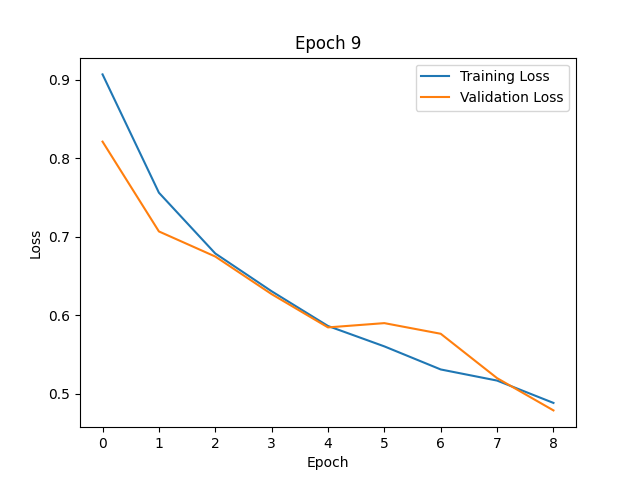 Epoch 9
Training Loss
Validation Loss
0.9
0.8
0.7
0.6
0.5
Loss
0 1 2 3 4 5 6 7 8
Epoch